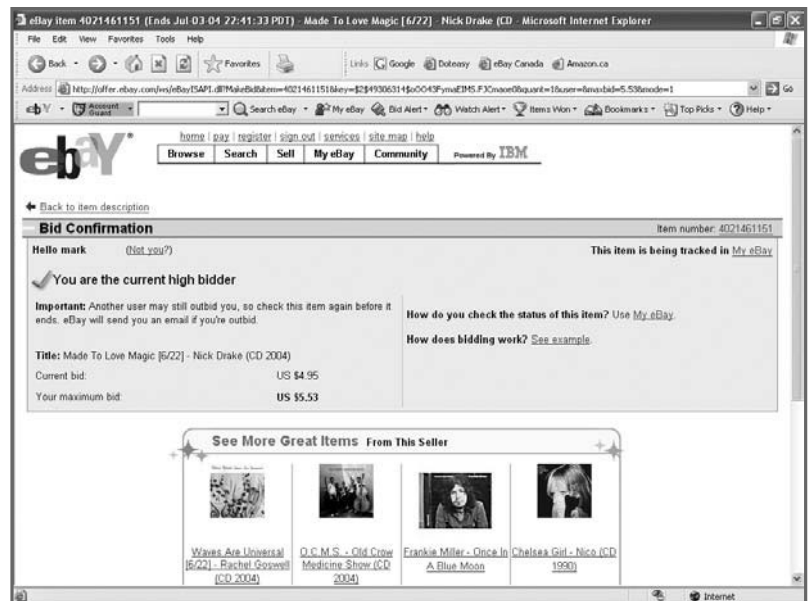 eBay item 4021461151 (Ends Jul-03-04 22:41:33 PDT) - Made To Love Magic [6/22] - Nick Drake (CD - Microsoft Internet Explorer
File Edit View Favorites Tools Help
Back Favorites Links Google Doteasy eBay Canada Amazon.ca
Address Go
ebY Account Guard Search eBay My eBay Bid Alert Watch Alert Items Won Bookmarks Top Picks Help
home | pay | register | sign out | services | site map | help
ebaY
Browse Search Sell My eBay Community Powered By IBM
Back to item description
Bid Confirmation Item number: 4021461151
Hello mark (Not you?) This item is being tracked in My eBay
You are the current high bidder
Important: Another user may still outbid you, so check this item again before it
ends. eBay will send you an email if you're outbid.
How do you check the status of this item? Use My eBay.
How does bidding work? See example.
Title: Made To Love Magic [6/22] - Nick Drake (CD 2004)
Current bid: US $4.95
Your maximum bid: US $5.53
See More Great Items From This Seller
Waves Are Universal
[6/22] - Rachel Goswell
(CD 2004)
O.C.M.S. - Old Crow
Medicine Show (CD
2004)
Frankie Miller - Once In
A Blue Moon
Chelsea Girl - Nico (CD
1990)
Internet